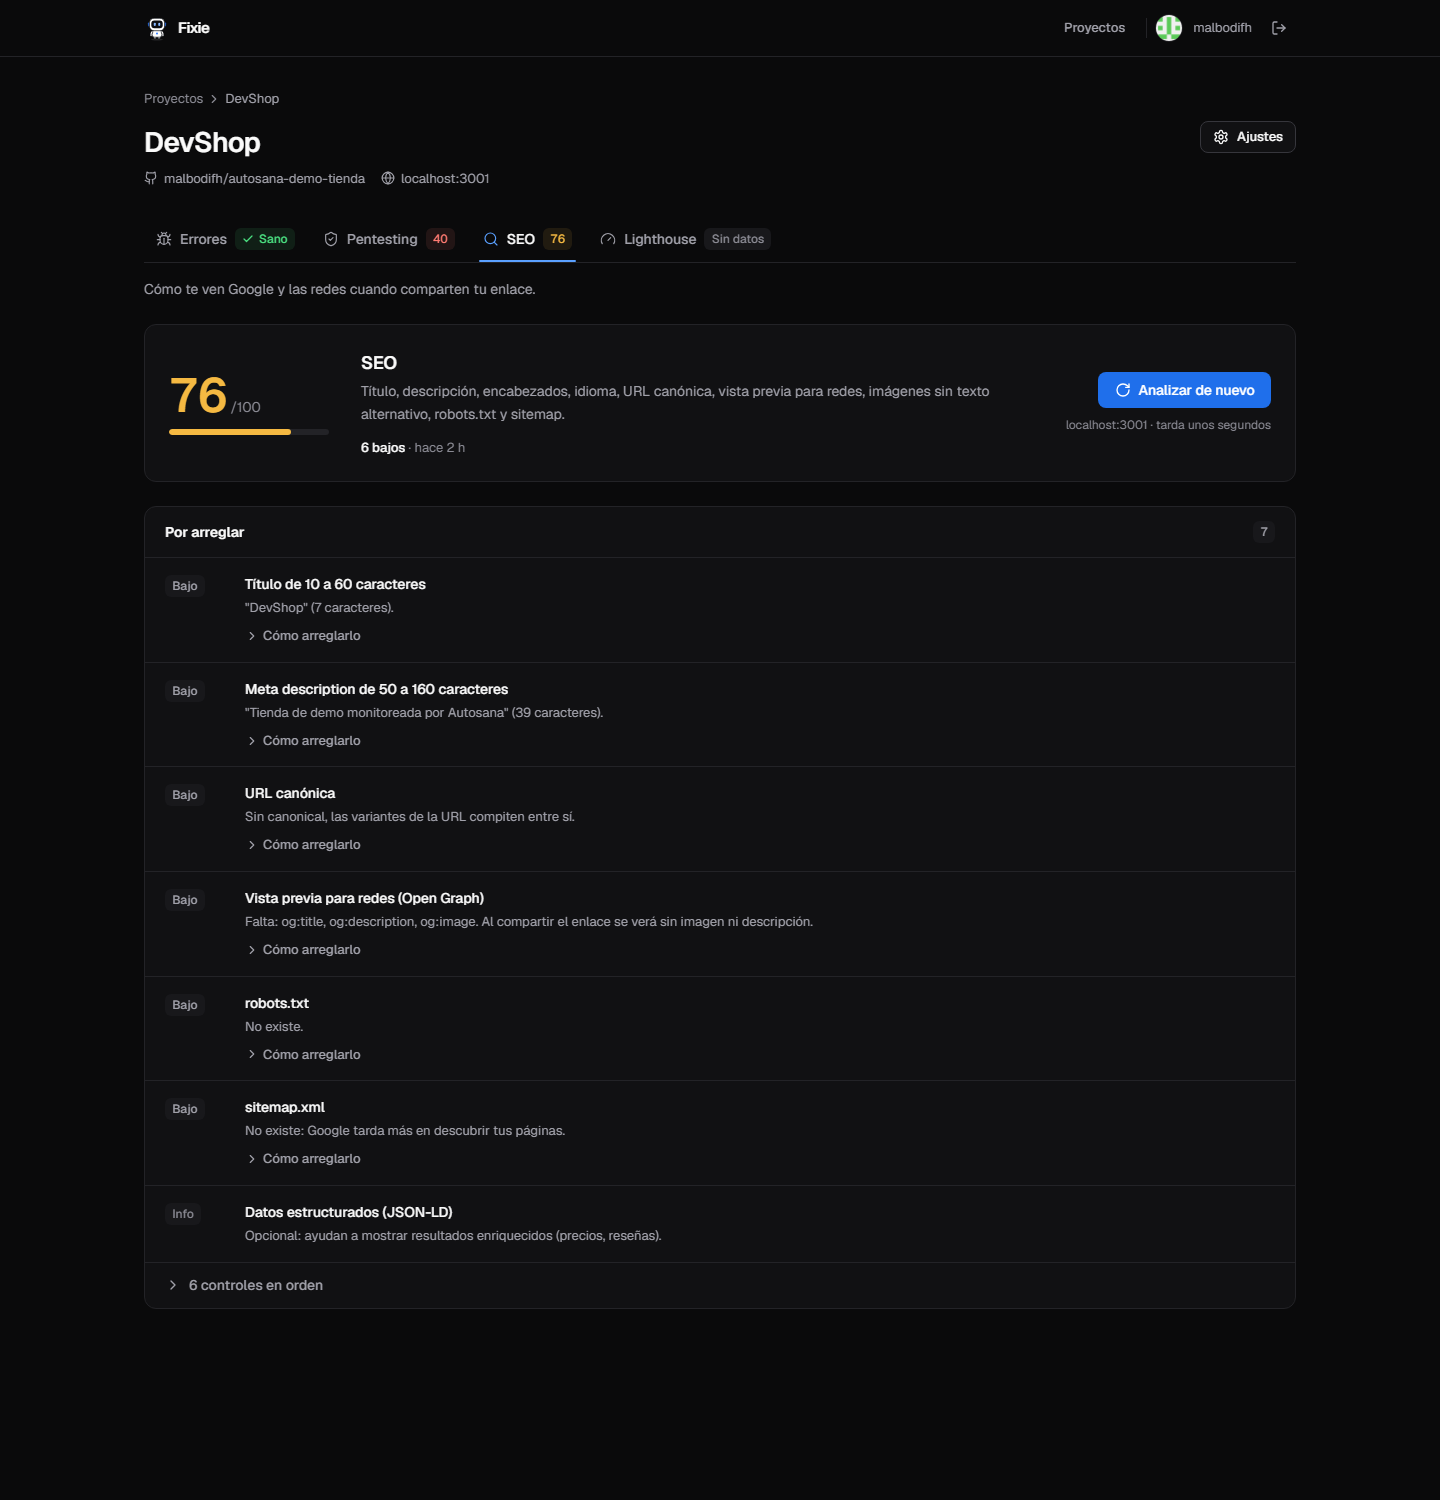 Fixie
Proyectos
malbodifh
Proyectos
DevShop
DevShop
Ajustes
malbodifh/autosana-demo-tienda
localhost:3001
Errores
Sano
Pentesting
40
SEO
76
Lighthouse
Sin datos
Cómo te ven Google y las redes cuando comparten tu enlace.
76/100
SEO
Título, descripción, encabezados, idioma, URL canónica, vista previa para redes, imágenes sin texto
alternativo, robots.txt y sitemap.
6 bajos · hace 2 h
Analizar de nuevo
localhost:3001 · tarda unos segundos
Por arreglar
7
Bajo
Título de 10 a 60 caracteres
"DevShop" (7 caracteres).
Cómo arreglarlo
Bajo
Meta description de 50 a 160 caracteres
"Tienda de demo monitoreada por Autosana" (39 caracteres).
Cómo arreglarlo
Bajo
URL canónica
Sin canonical, las variantes de la URL compiten entre sí.
Cómo arreglarlo
Bajo
Vista previa para redes (Open Graph)
Falta: og:title, og:description, og:image. Al compartir el enlace se verá sin imagen ni descripción.
Cómo arreglarlo
Bajo
robots.txt
No existe.
Cómo arreglarlo
Bajo
sitemap.xml
No existe: Google tarda más en descubrir tus páginas.
Cómo arreglarlo
Info
Datos estructurados (JSON-LD)
Opcional: ayudan a mostrar resultados enriquecidos (precios, reseñas).
6 controles en orden